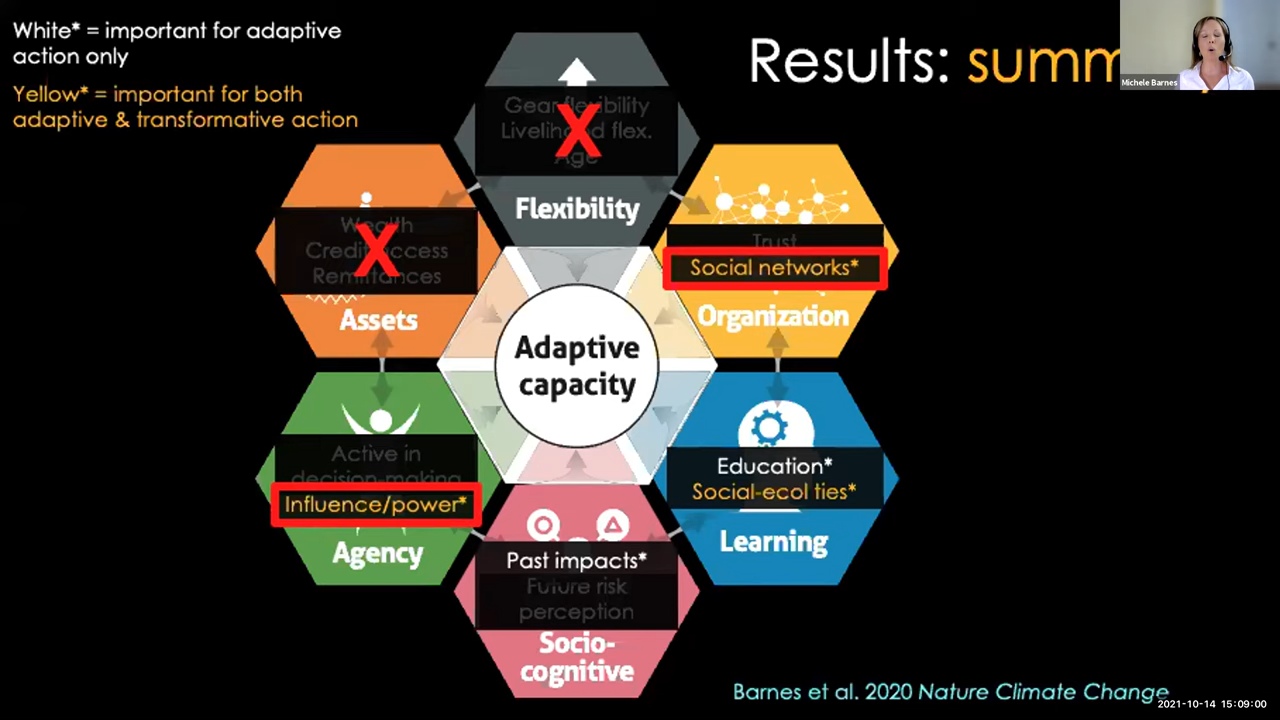 White* = important for adaptive
action only
Yellow* = important for both
adaptive & transformative action
Results: summ
Michele Barnes
Gear flexibility
Livelihood flex.
Age
Flexibility
Wealth
Credit access
Remittances
Assets
Trust
Social networks*
Organization
Adaptive
capacity
Active in
decision-making
Influence/power*
Agency
Education*
Social-ecol ties*
Learning
Past impacts*
Future risk
perception
Socio-
cognitive
Barnes et al. 2020 Nature Climate Change
2021-10-14 15:09:00